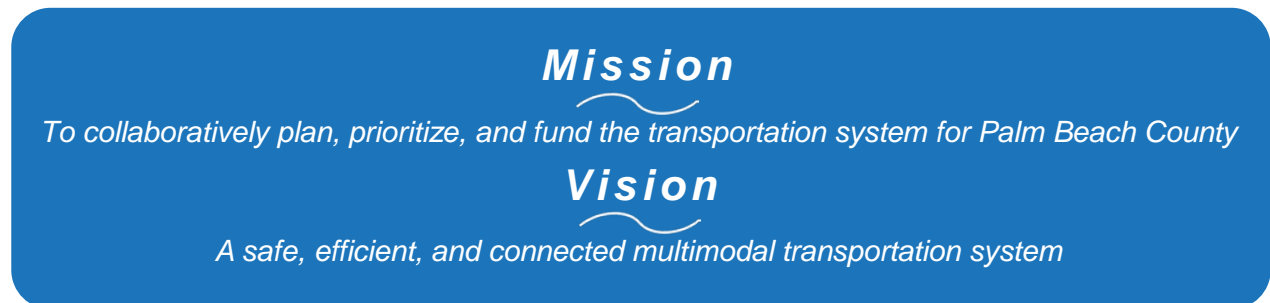 Mission
To collaboratively plan, prioritize, and fund the transportation system for Palm Beach County
Vision
A safe, efficient, and connected multimodal transportation system